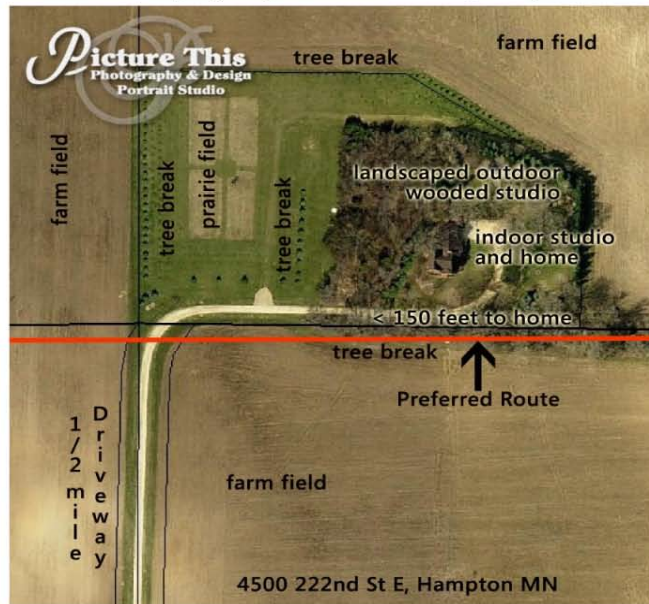 Picture This
Photography & Design
Portrait Studio
tree break
farm field
farm field
tree break
prairie field
tree break
landscaped outdoor
wooded studio
indoor studio
and home
< 150 feet to home
tree break
Preferred Route
Driveway
1/2 mile
farm field
4500 222nd St E, Hampton MN